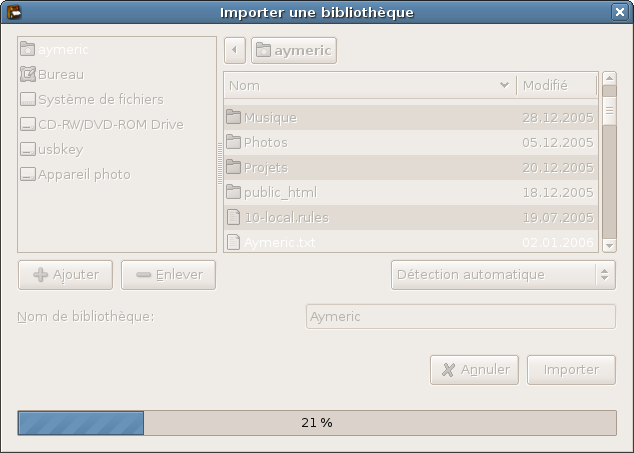 Importer une bibliothèque
aymeric
Bureau
Système de fichiers
CD-RW/DVD-ROM Drive
usbkey
Appareil photo
aymeric
Nom Modifié
Musique 28.12.2005
Photos 05.12.2005
Projets 20.12.2005
public_html 18.12.2005
10-local.rules 19.07.2005
Aymeric.txt 02.01.2006
Ajouter Enlever Détection automatique
Nom de bibliothèque: Aymeric
Annuler Importer
21 %